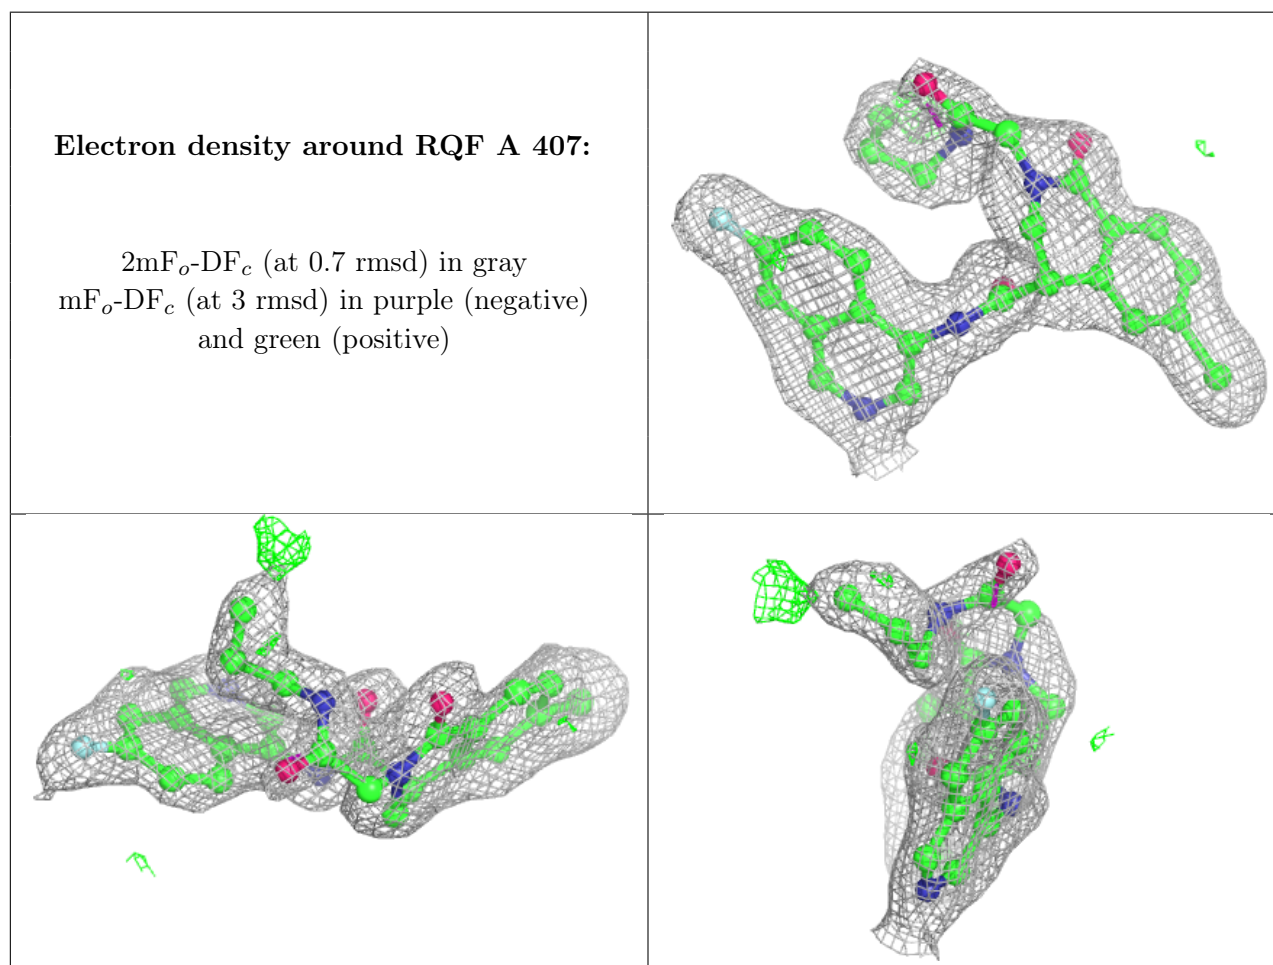 Electron density around RQF A 407:
2mFo-DFc (at 0.7 rmsd) in gray
mFo-DFc (at 3 rmsd) in purple (negative)
and green (positive)